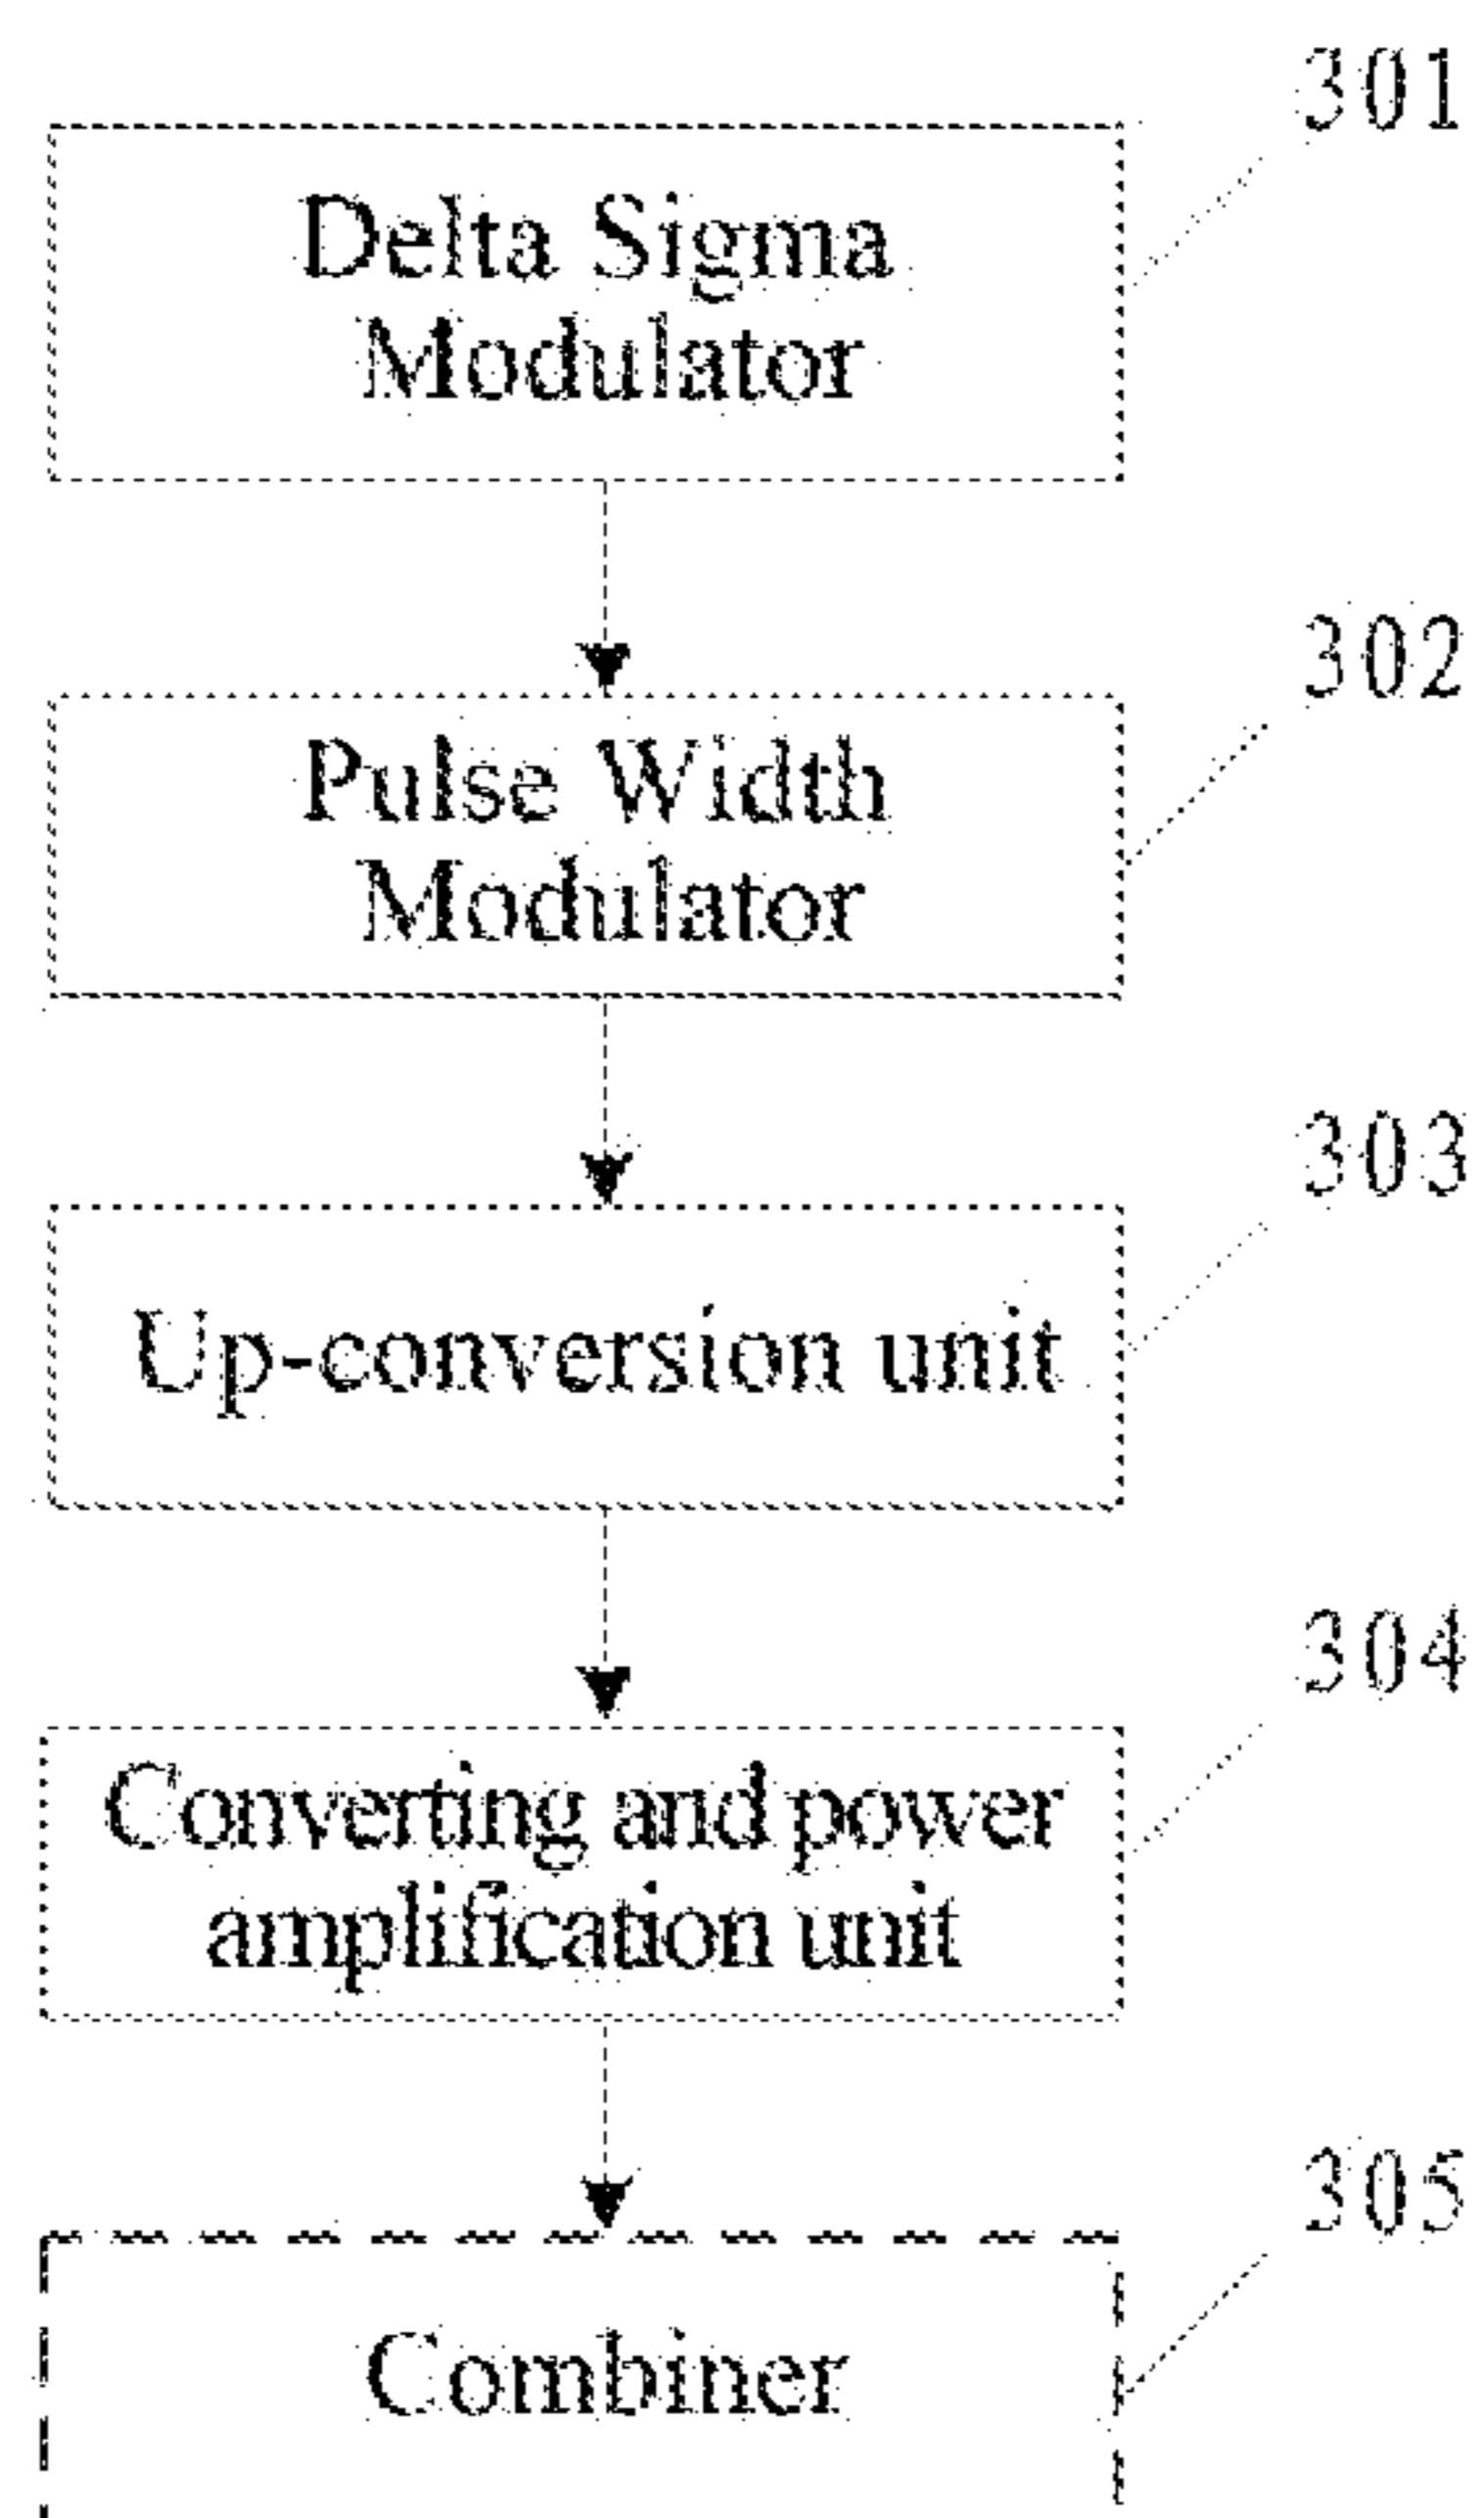 301
Delta Sigma
Modulator
302
Pulse Width
Modulator
303
Up-conversion unit
304
Converting and power
amplification unit
305
Combiner